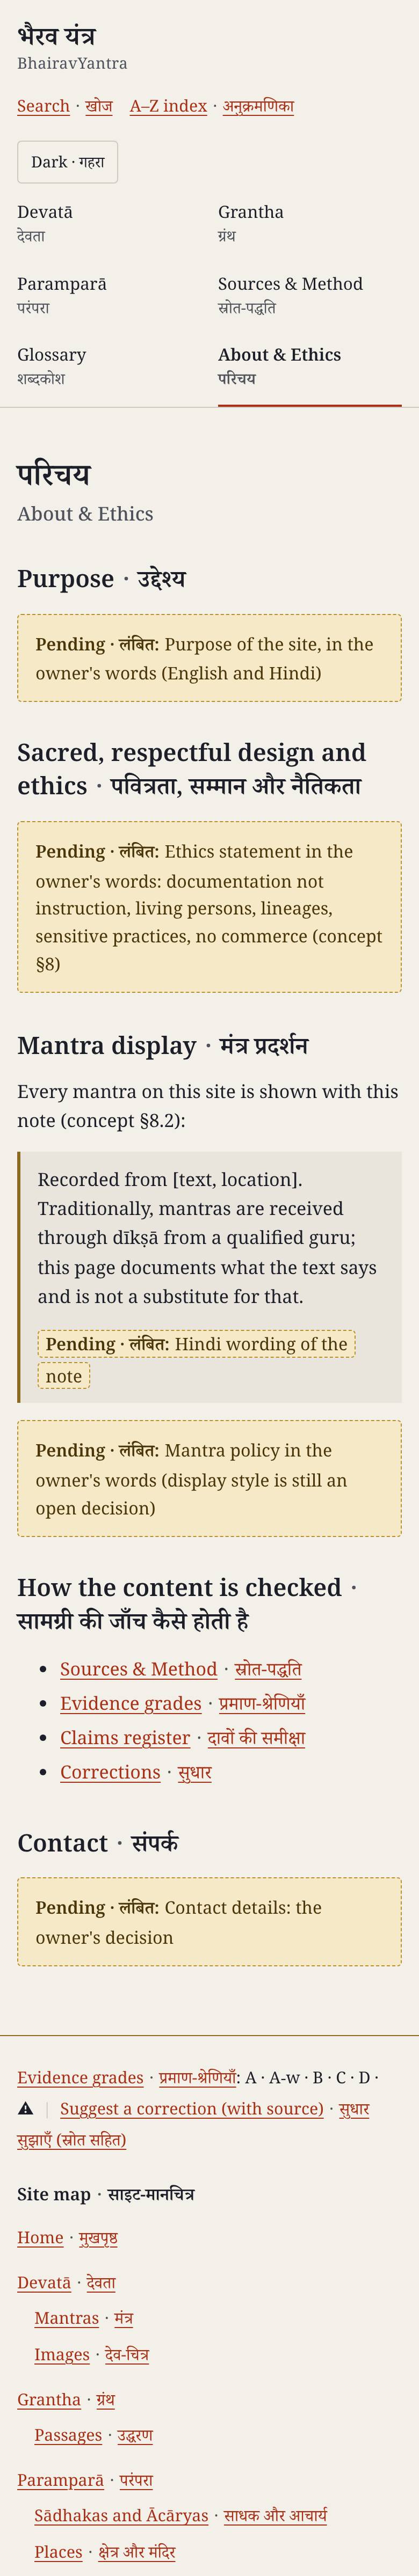 भैरव यंत्र
BhairavYantra
Search · खोज A–Z index · अनुक्रमणिका
Dark · गहरा
Devatā Grantha
देवता ग्रंथ
Paramparā Sources & Method
परंपरा स्रोत-पद्धति
Glossary About & Ethics
शब्दकोश परिचय
परिचय
About & Ethics
Purpose · उद्देश्य
Pending · लंबित: Purpose of the site, in the
owner's words (English and Hindi)
Sacred, respectful design and
ethics · पवित्रता, सम्मान और नैतिकता
Pending · लंबित: Ethics statement in the
owner's words: documentation not
instruction, living persons, lineages,
sensitive practices, no commerce (concept
§8)
Mantra display · मंत्र प्रदर्शन
Every mantra on this site is shown with this
note (concept §8.2):
Recorded from [text, location].
Traditionally, mantras are received
through dīkṣā from a qualified guru;
this page documents what the text says
and is not a substitute for that.
Pending · लंबित: Hindi wording of the
note
Pending · लंबित: Mantra policy in the
owner's words (display style is still an
open decision)
How the content is checked ·
सामग्री की जाँच कैसे होती है
• Sources & Method · स्रोत-पद्धति
• Evidence grades · प्रमाण-श्रेणियाँ
• Claims register · दावों की समीक्षा
• Corrections · सुधार
Contact · संपर्क
Pending · लंबित: Contact details: the
owner's decision
Evidence grades · प्रमाण-श्रेणियाँ: A · A-w · B · C · D ·
⚠ | Suggest a correction (with source) · सुधार
सुझाएँ (स्रोत सहित)
Site map · साइट-मानचित्र
Home · मुखपृष्ठ
Devatā · देवता
Mantras · मंत्र
Images · देव-चित्र
Grantha · ग्रंथ
Passages · उद्धरण
Paramparā · परंपरा
Sādhakas and Ācāryas · साधक और आचार्य
Places · क्षेत्र और मंदिर